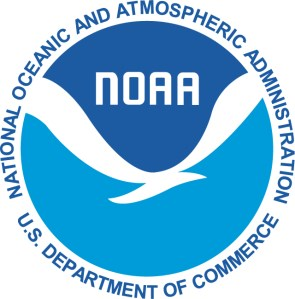 NATIONAL OCEANIC AND ATMOSPHERIC ADMINISTRATION
NOAA
U.S. DEPARTMENT OF COMMERCE